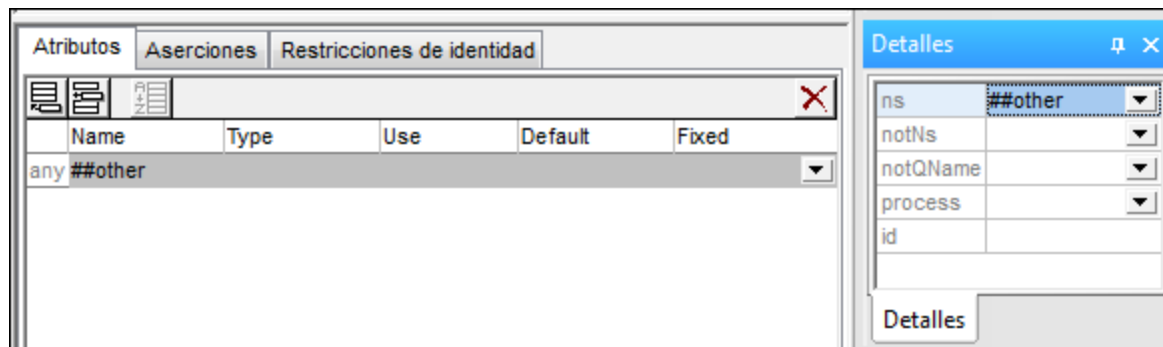 Atributos Aserciones Restricciones de identidad
Name Type Use Default Fixed
any ##other
Detalles
ns ##other
notNs
notQName
process
id
Detalles